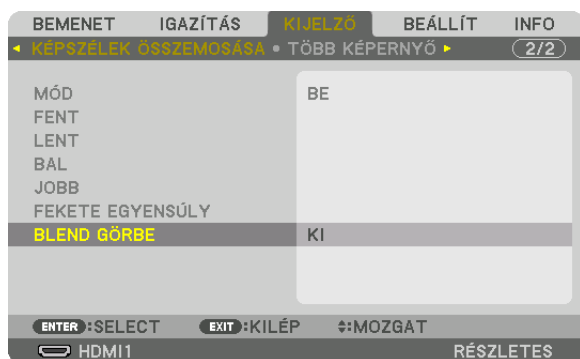 BEMENET IGAZÍTÁS KIJELZŐ BEÁLLÍT INFO
KÉPSZÉLEK ÖSSZEMOSÁSA • TÖBB KÉPERNYŐ 2/2
MÓD BE
FENT
LENT
BAL
JOBB
FEKETE EGYENSÚLY
BLEND GÖRBE KI
ENTER:SELECT EXIT:KILÉP :MOZGAT
HDMI1 RÉSZLETES